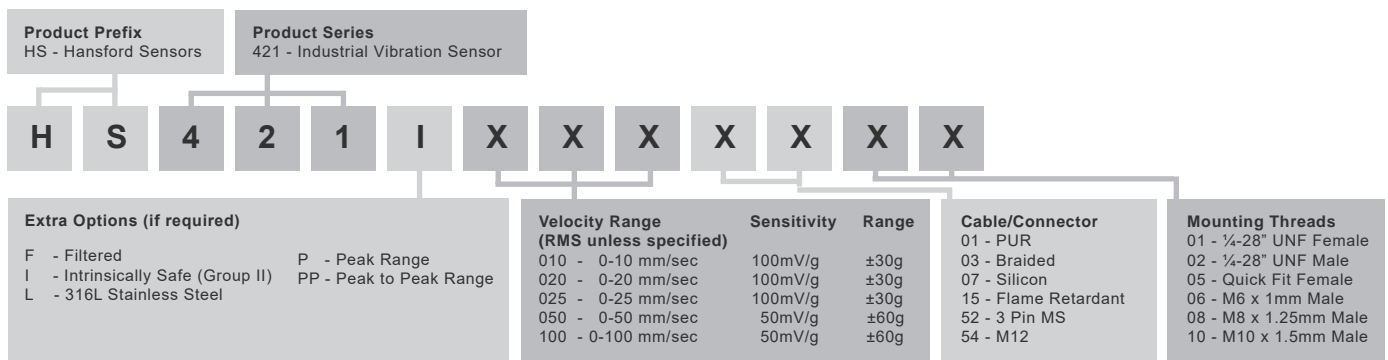 Product Prefix
HS - Hansford Sensors
Product Series
421 - Industrial Vibration Sensor
H S 4 2 1 I X X X X X X X
Extra Options (if required)
F - Filtered
I - Intrinsically Safe (Group II)
L - 316L Stainless Steel
P - Peak Range
PP - Peak to Peak Range
Velocity Range Sensitivity Range
(RMS unless specified)
010 - 0-10 mm/sec 100mV/g ±30g
020 - 0-20 mm/sec 100mV/g ±30g
025 - 0-25 mm/sec 100mV/g ±30g
050 - 0-50 mm/sec 50mV/g ±60g
100 - 0-100 mm/sec 50mV/g ±60g
Cable/Connector
01 - PUR
03 - Braided
07 - Silicon
15 - Flame Retardant
52 - 3 Pin MS
54 - M12
Mounting Threads
01 - ¼-28” UNF Female
02 - ¼-28” UNF Male
05 - Quick Fit Female
06 - M6 x 1mm Male
08 - M8 x 1.25mm Male
10 - M10 x 1.5mm Male